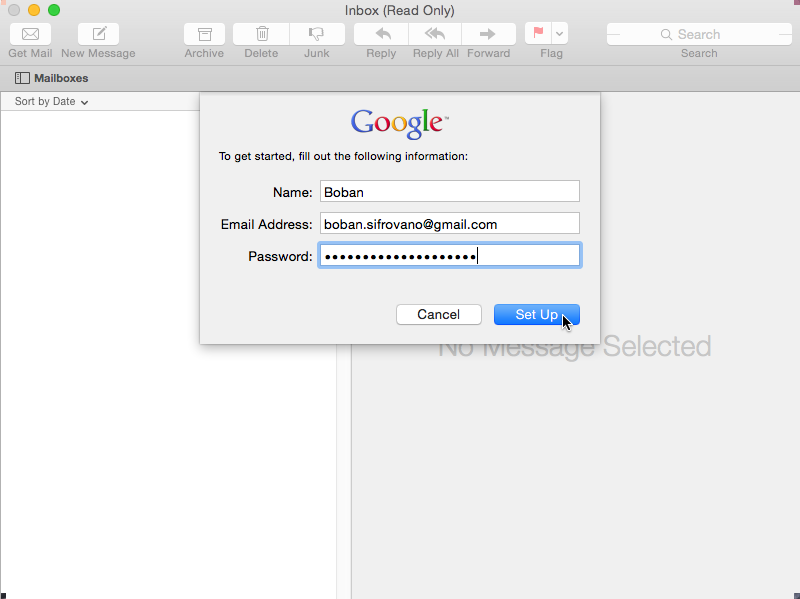 Inbox (Read Only)
Get Mail New Message Archive Delete Junk Reply Reply All Forward Flag Search
Search
Mailboxes
Sort by Date
Google™
To get started, fill out the following information:
Name: Boban
Email Address: boban.sifrovano@gmail.com
Password: ••••••••••••••••••••
Cancel Set Up
No Message Selected